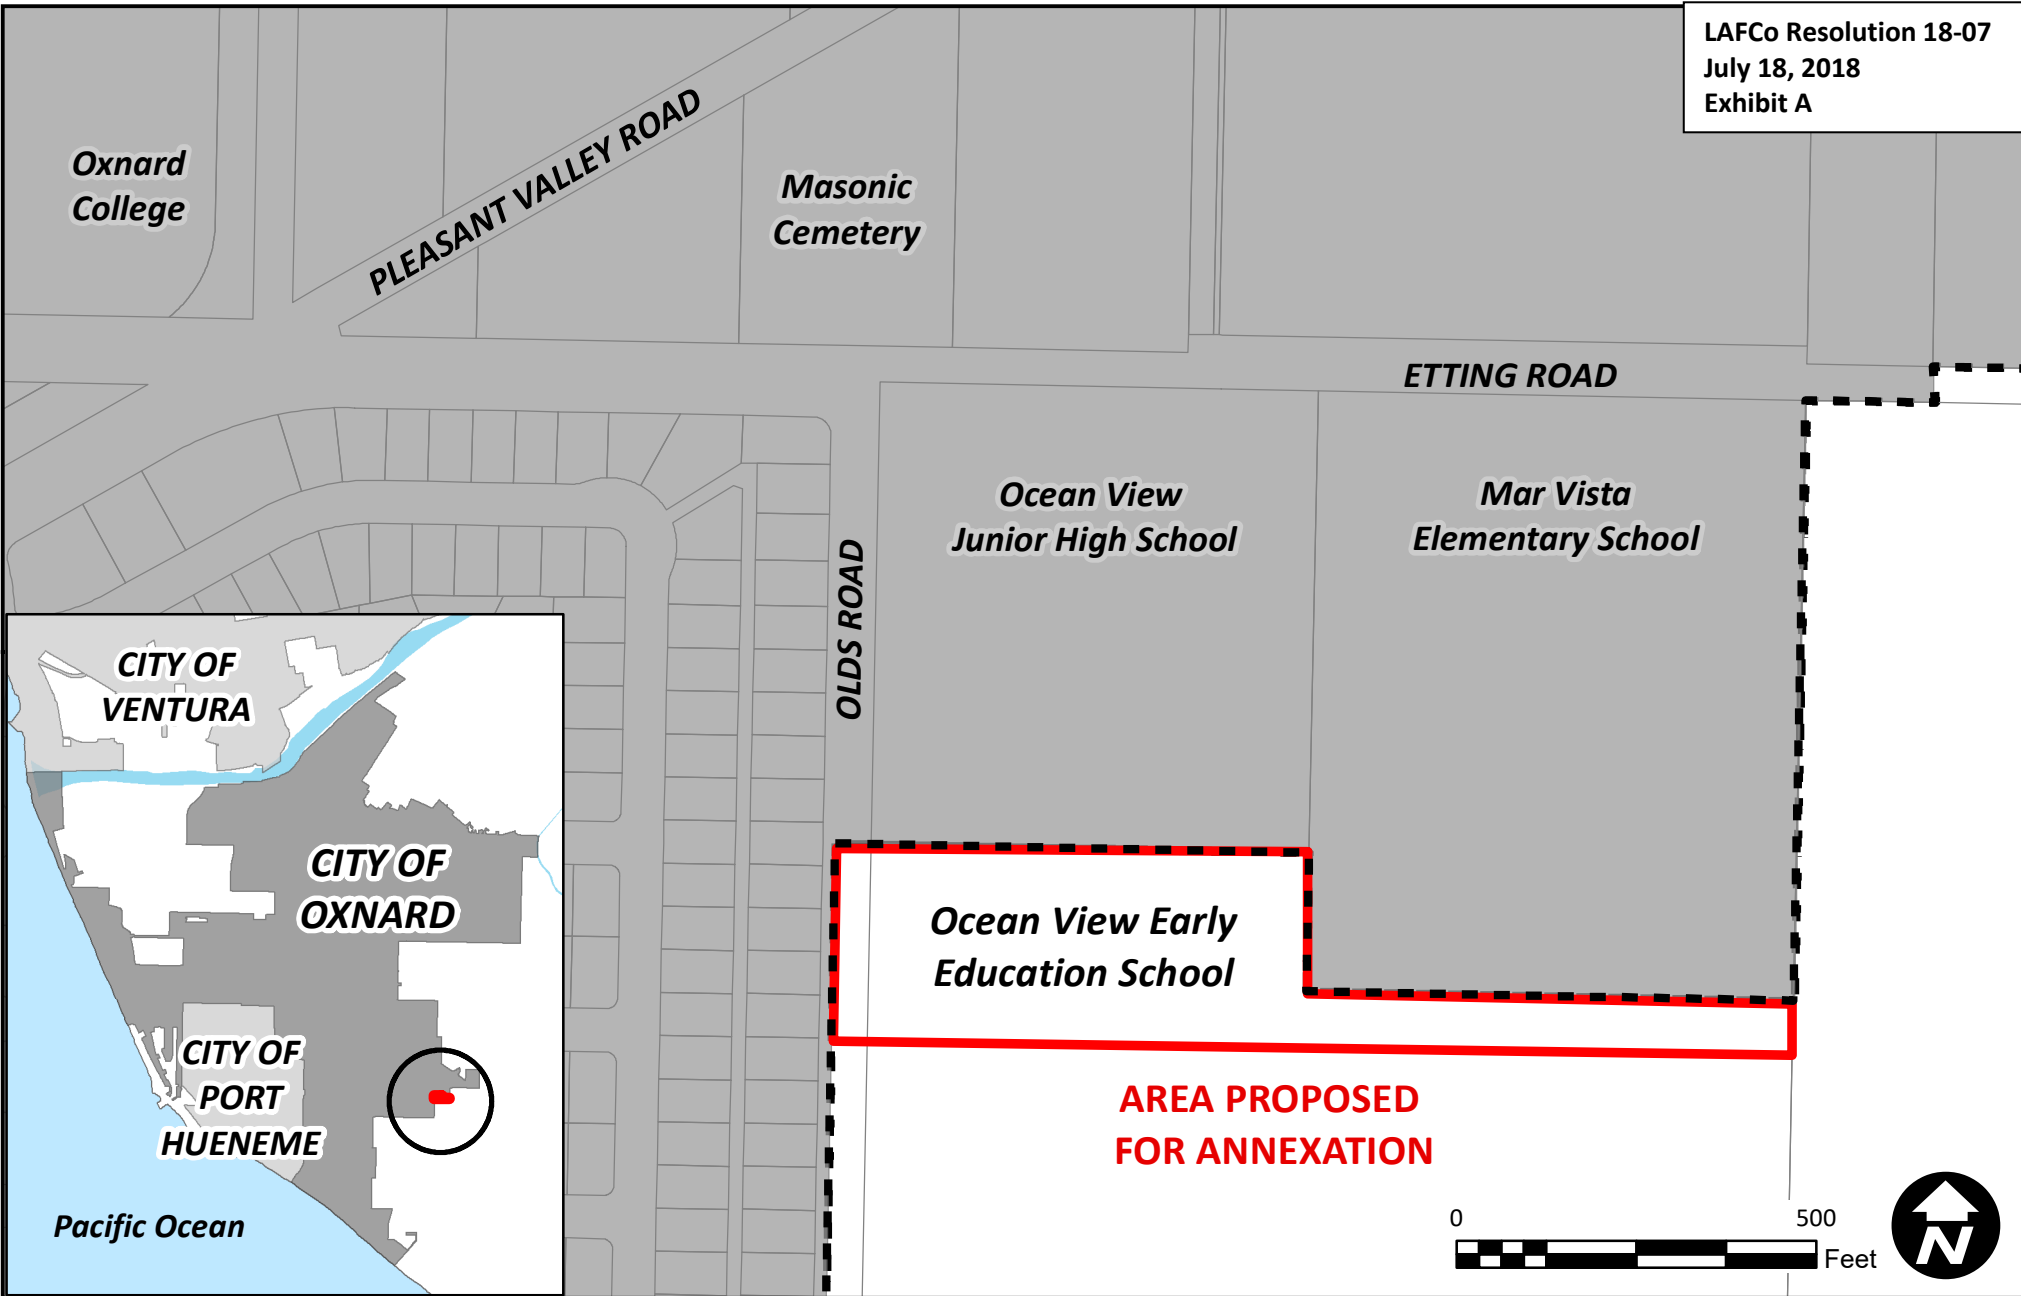 LAFCo Resolution 18-07
July 18, 2018
Exhibit A
Oxnard
College
PLEASANT VALLEY ROAD
Masonic
Cemetery
ETTING ROAD
Ocean View
Junior High School
Mar Vista
Elementary School
OLDS ROAD
CITY OF
VENTURA
CITY OF
OXNARD
CITY OF
PORT
HUENEME
Pacific Ocean
Ocean View Early
Education School
AREA PROPOSED
FOR ANNEXATION
0 500
Feet
N